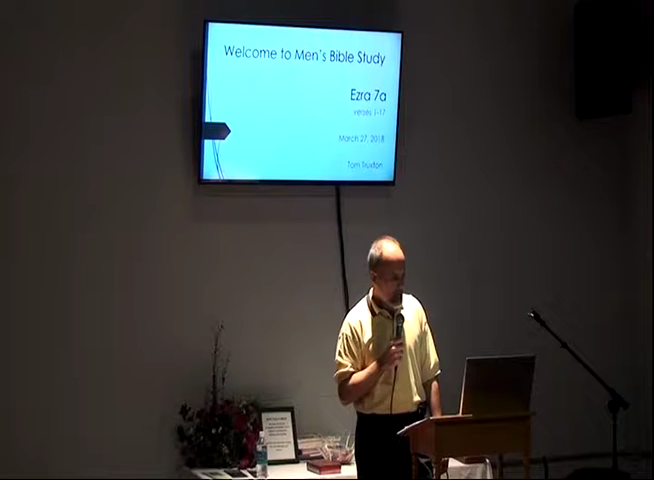 Welcome to Men's Bible Study
Ezra 7a
verses 1-17
March 27, 2018
Tom Truxton